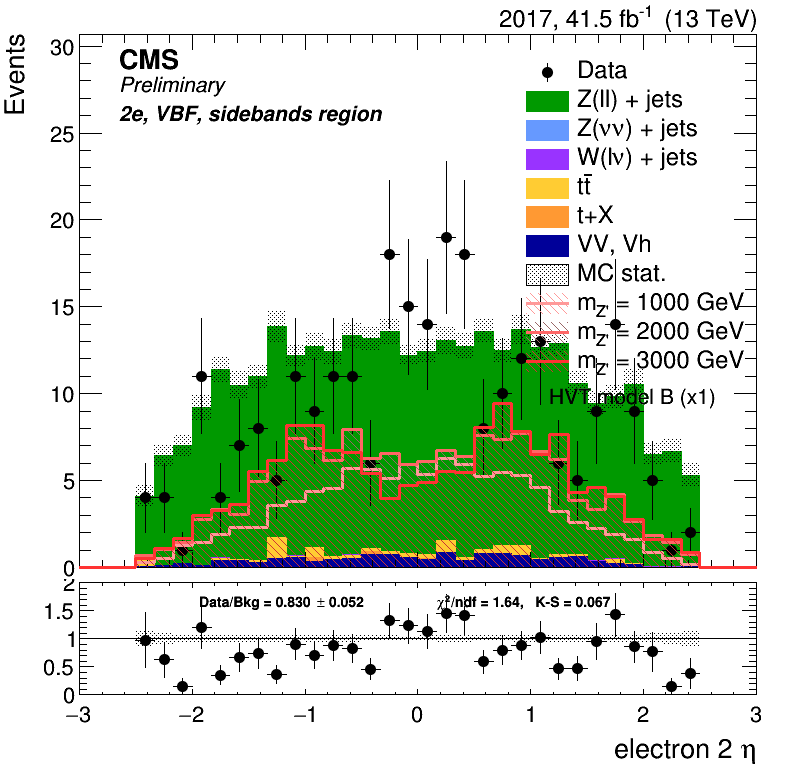 2017, 41.5 fb⁻¹ (13 TeV)
Events
30
25
20
15
10
5
0
CMS
Preliminary
2e, VBF, sidebands region
Data
Z(ll) + jets
Z(νν) + jets
W(lν) + jets
tt̄
t+X
VV, Vh
MC stat.
m_Z' = 1000 GeV
m_Z' = 2000 GeV
m_Z' = 3000 GeV
HVT model B (x1)
2
1.5
1
0.5
0
Data/Bkg = 0.830 ± 0.052 χ²/ndf = 1.64, K-S = 0.067
−3 −2 −1 0 1 2 3
electron 2 η